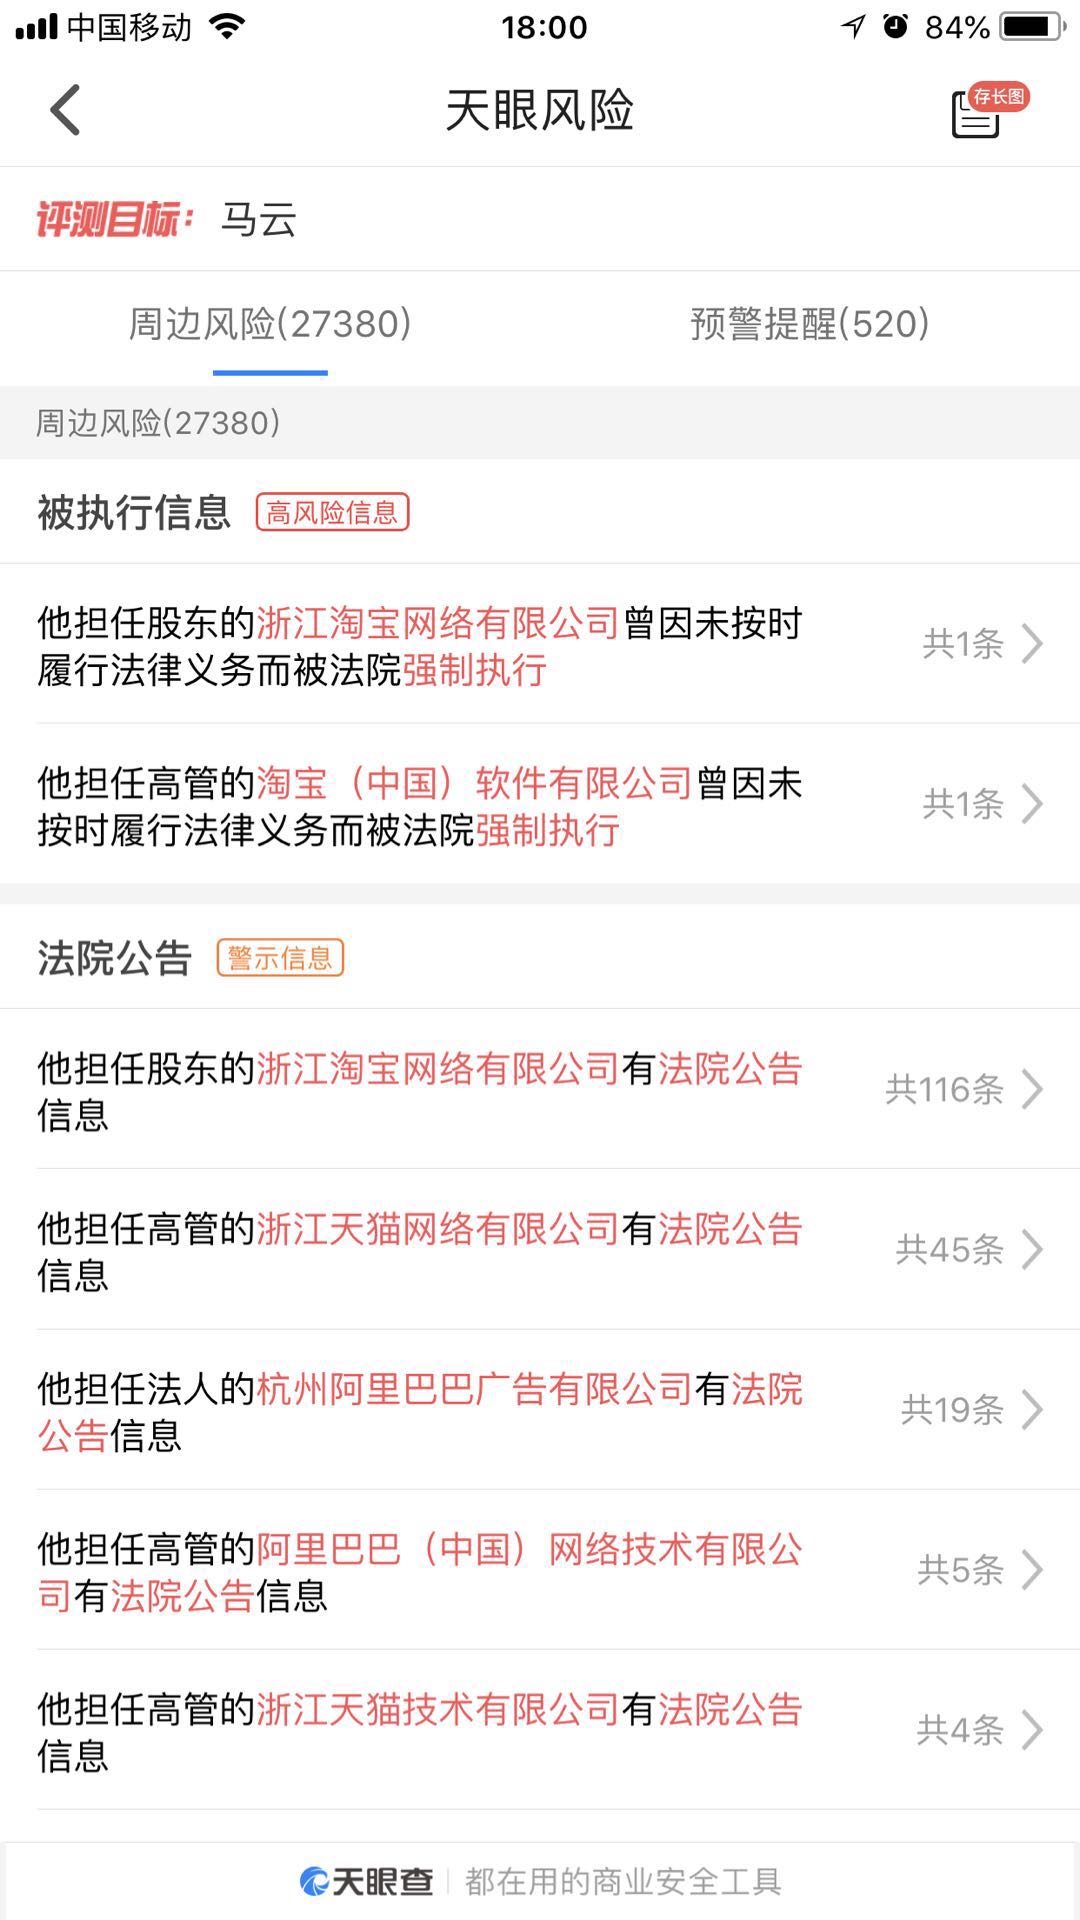 中国移动 18:00 84%
天眼风险 存长图
评测目标： 马云
周边风险(27380) 预警提醒(520)
周边风险(27380)
被执行信息 高风险信息
他担任股东的浙江淘宝网络有限公司曾因未按时
履行法律义务而被法院强制执行
共1条
他担任高管的淘宝（中国）软件有限公司曾因未
按时履行法律义务而被法院强制执行
共1条
法院公告 警示信息
他担任股东的浙江淘宝网络有限公司有法院公告
信息
共116条
他担任高管的浙江天猫网络有限公司有法院公告
信息
共45条
他担任法人的杭州阿里巴巴广告有限公司有法院
公告信息
共19条
他担任高管的阿里巴巴（中国）网络技术有限公
司有法院公告信息
共5条
他担任高管的浙江天猫技术有限公司有法院公告
信息
共4条
天眼查 都在用的商业安全工具